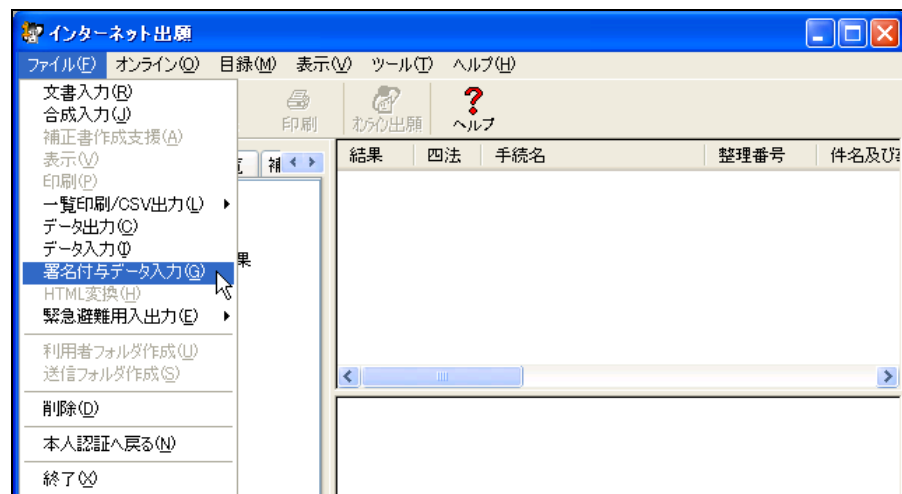 インターネット出願
ファイル(F) オンライン(O) 目録(M) 表示(V) ツール(T) ヘルプ(H)
文書入力(R)
合成入力(J)
補正書作成支援(A)
表示(V)
印刷(P)
一覧印刷/CSV出力(L)
データ出力(C)
データ入力(I)
署名付与データ入力(G)
HTML変換(H)
緊急避難用入出力(E)
利用者フォルダ作成(U)
送信フォルダ作成(S)
削除(D)
本人認証へ戻る(N)
終了(X)
印刷 オンライン出願 ヘルプ
補
果
結果 四法 手続名 整理番号 件名及び